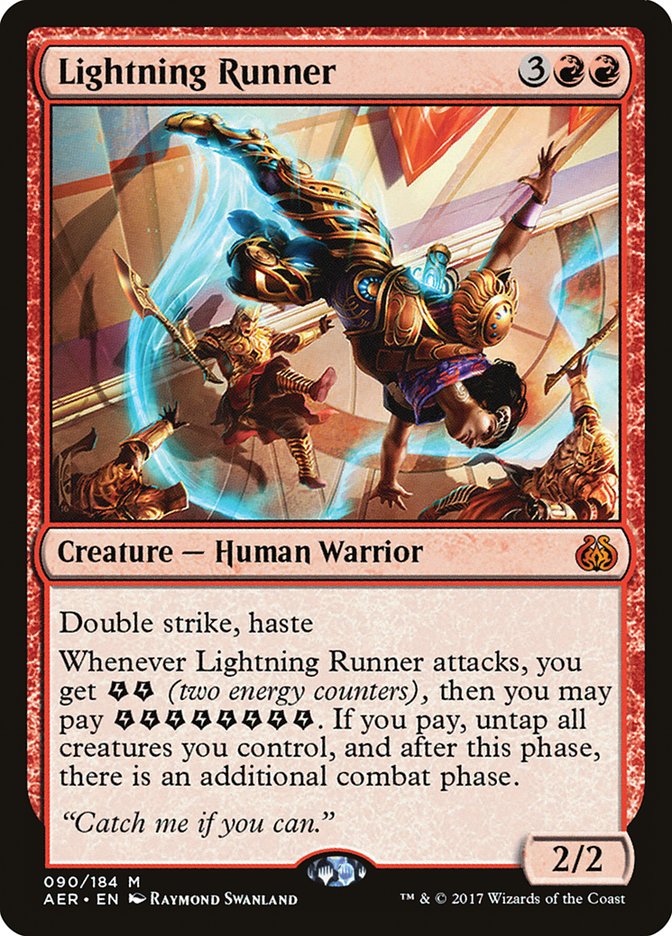 Lightning Runner 3
Creature — Human Warrior
Double strike, haste
Whenever Lightning Runner attacks, you
get (two energy counters), then you may
pay . If you pay, untap all
creatures you control, and after this phase,
there is an additional combat phase.
“Catch me if you can.”
2/2
090/184 M
AER • EN Raymond Swanland
™ & © 2017 Wizards of the Coast